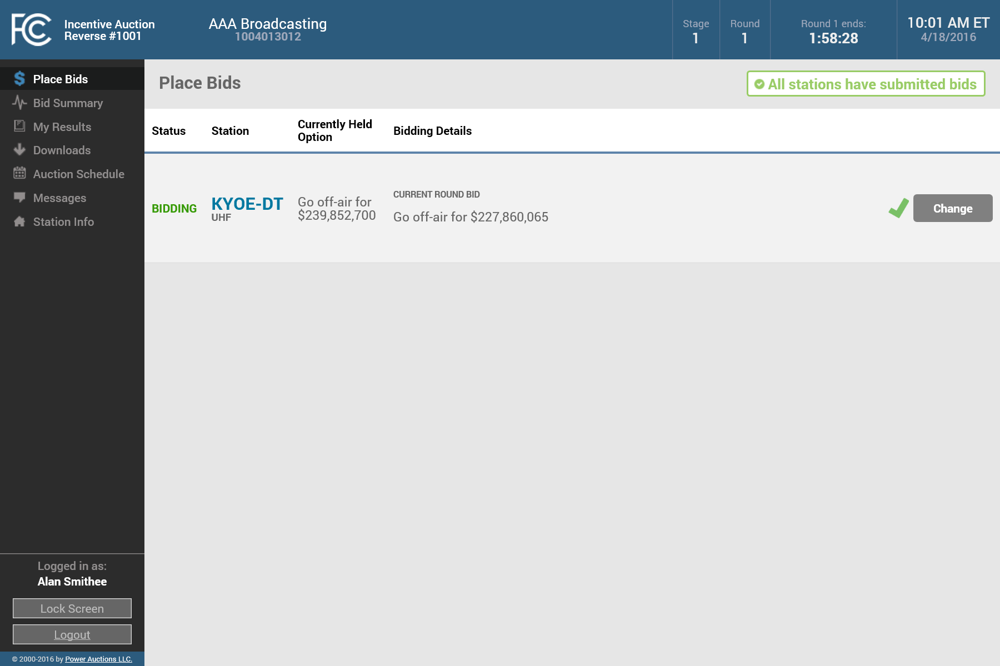 FCC
Incentive Auction
Reverse #1001
AAA Broadcasting
1004013012
Stage
1
Round
1
Round 1 ends:
1:58:28
10:01 AM ET
4/18/2016
Place Bids
Bid Summary
My Results
Downloads
Auction Schedule
Messages
Station Info
Logged in as:
Alan Smithee
Lock Screen
Logout
© 2000-2016 by Power Auctions LLC.
Place Bids
All stations have submitted bids
Status
Station
Currently Held
Option
Bidding Details
BIDDING
KYOE-DT
UHF
Go off-air for
$239,852,700
CURRENT ROUND BID
Go off-air for $227,860,065
Change